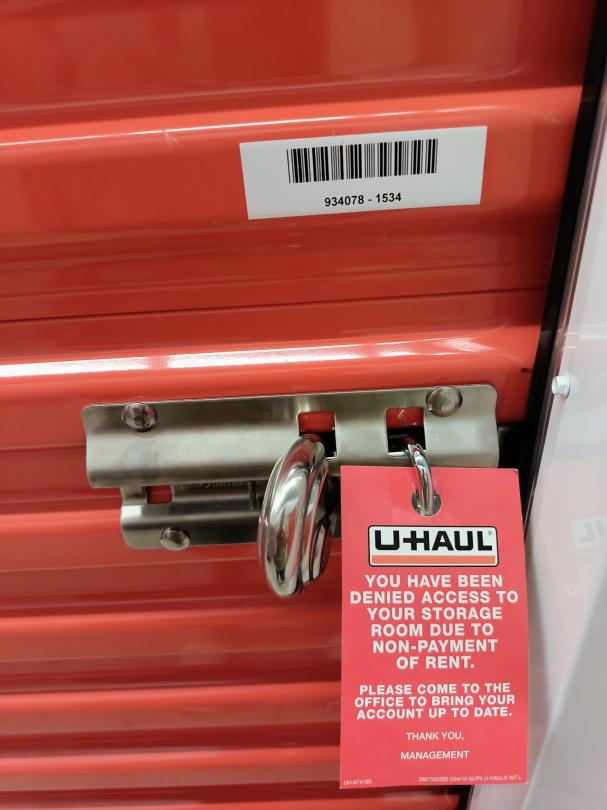 934078 - 1534
U-HAUL
YOU HAVE BEEN
DENIED ACCESS TO
YOUR STORAGE
ROOM DUE TO
NON-PAYMENT
OF RENT.
PLEASE COME TO THE
OFFICE TO BRING YOUR
ACCOUNT UP TO DATE.
THANK YOU,
MANAGEMENT